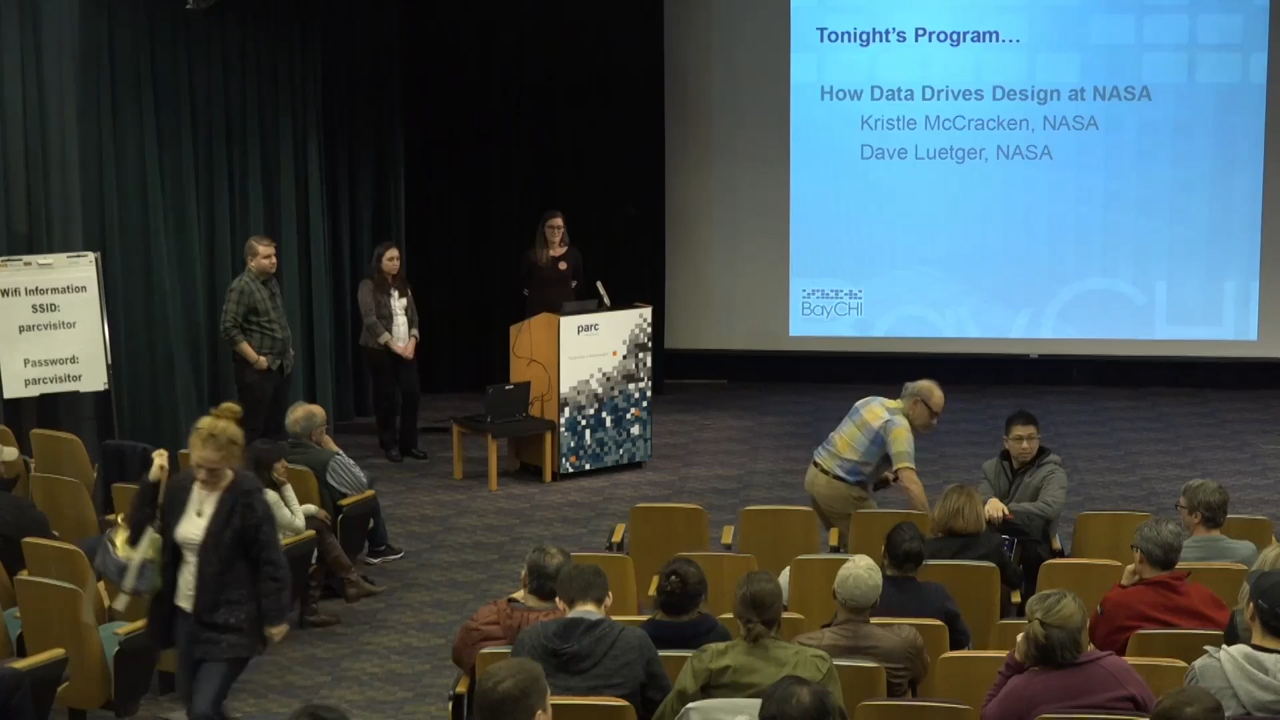 Tonight's Program…
How Data Drives Design at NASA
Kristle McCracken, NASA
Dave Luetger, NASA
BayCHI
BayCHI
Wifi Information
SSID:
parcvisitor
Password:
parcvisitor
parc